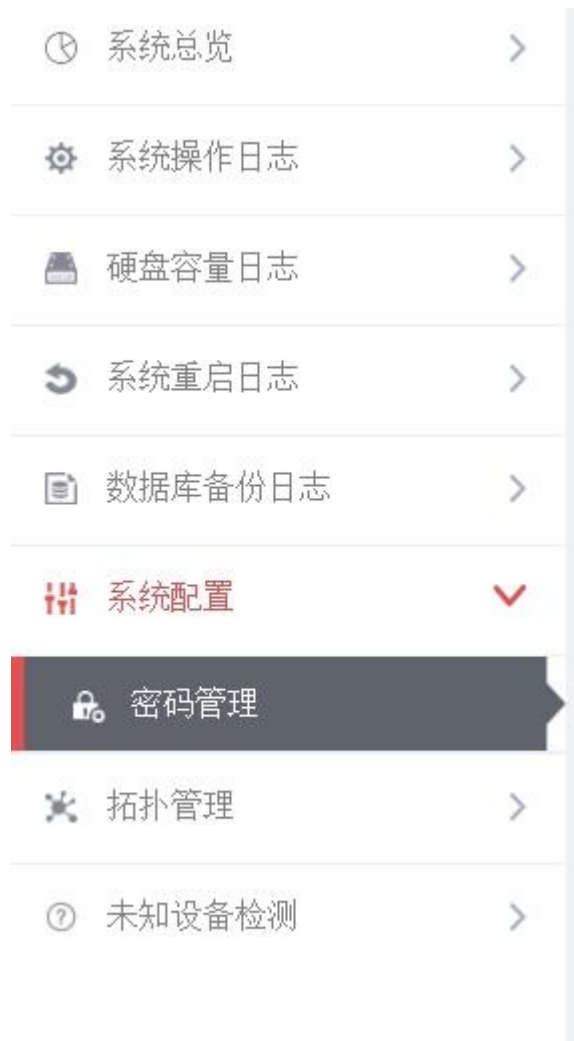 系统总览
系统操作日志
硬盘容量日志
系统重启日志
数据库备份日志
系统配置
密码管理
拓扑管理
未知设备检测